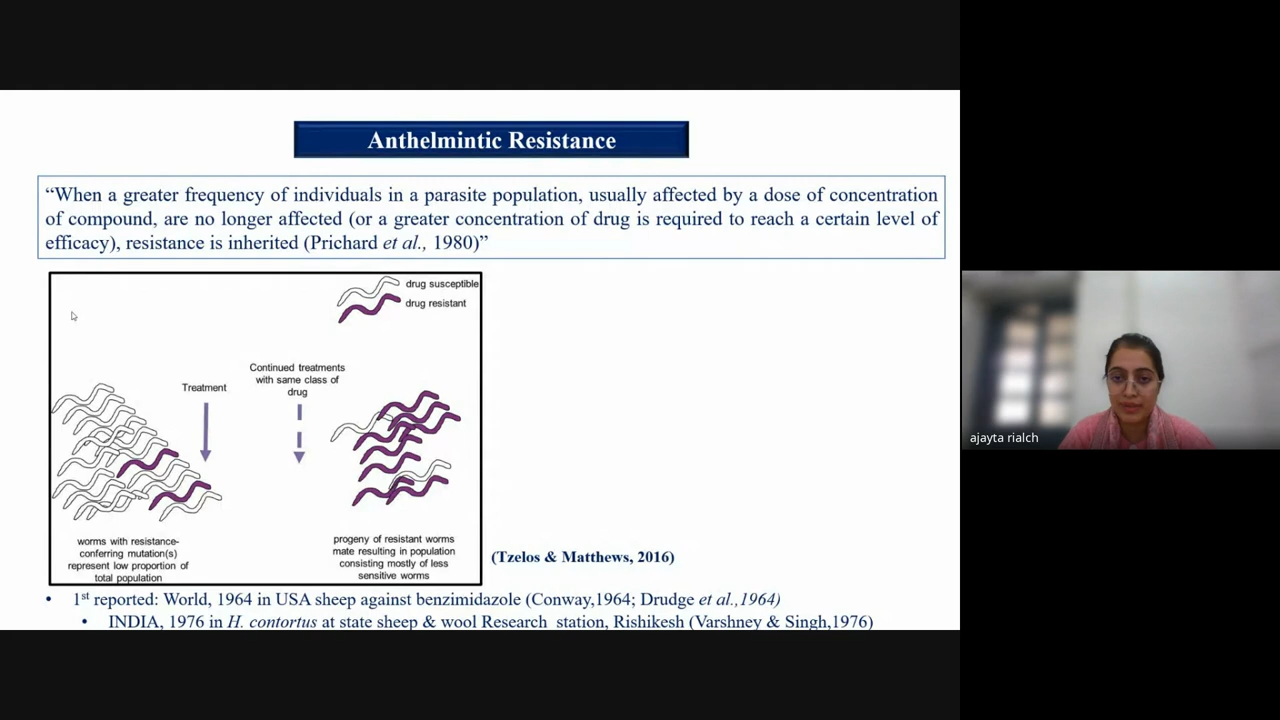 Anthelmintic Resistance
“When a greater frequency of individuals in a parasite population, usually affected by a dose of concentration
of compound, are no longer affected (or a greater concentration of drug is required to reach a certain level of
efficacy), resistance is inherited (Prichard et al., 1980)”
drug susceptible
drug resistant
Treatment
Continued treatments
with same class of
drug
worms with resistance-
conferring mutation(s)
represent low proportion of
total population
progeny of resistant worms
mate resulting in population
consisting mostly of less
sensitive worms
(Tzelos & Matthews, 2016)
• 1st reported: World, 1964 in USA sheep against benzimidazole (Conway,1964; Drudge et al.,1964)
• INDIA, 1976 in H. contortus at state sheep & wool Research station, Rishikesh (Varshney & Singh,1976)
ajayta rialch